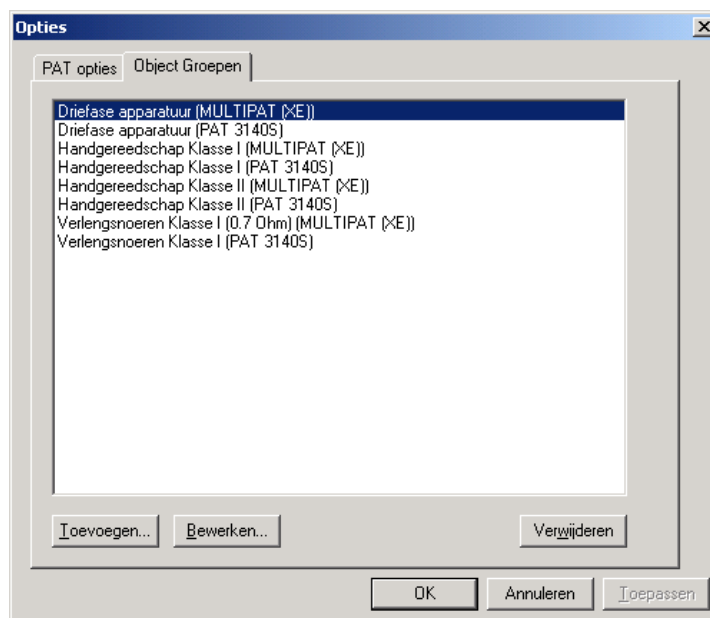 Opties
PAT opties Object Groepen
Driefase apparatuur (MULTIPAT (XE))
Driefase apparatuur (PAT 3140S)
Handgereedschap Klasse I (MULTIPAT (XE))
Handgereedschap Klasse I (PAT 3140S)
Handgereedschap Klasse II (MULTIPAT (XE))
Handgereedschap Klasse II (PAT 3140S)
Verlengsnoeren Klasse I (0.7 Ohm) (MULTIPAT (XE))
Verlengsnoeren Klasse I (PAT 3140S)
Toevoegen... Bewerken... Verwijderen
OK Annuleren Toepassen